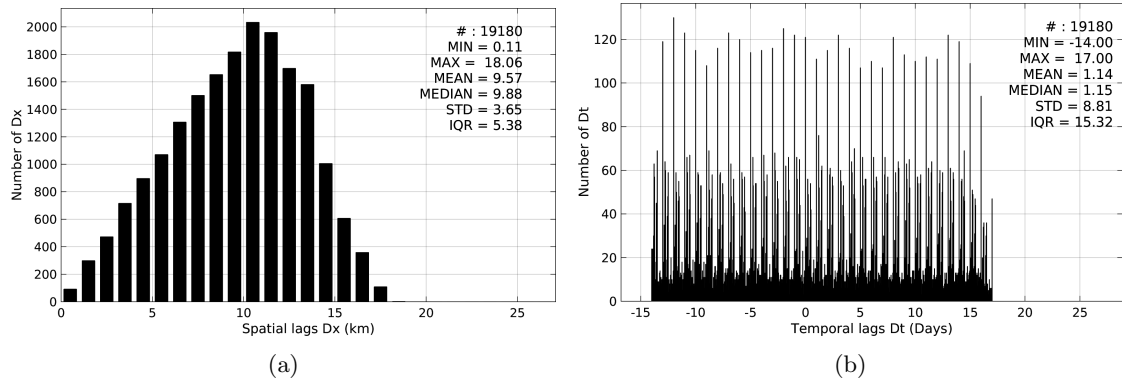 2000
1800
1600
1400
1200
1000
800
600
400
200
0
Number of Dx
# : 19180
MIN = 0.11
MAX = 18.06
MEAN = 9.57
MEDIAN = 9.88
STD = 3.65
IQR = 5.38
0 5 10 15 20 25
Spatial lags Dx (km)
(a)
120
100
80
60
40
20
0
Number of Dt
# : 19180
MIN = -14.00
MAX = 17.00
MEAN = 1.14
MEDIAN = 1.15
STD = 8.81
IQR = 15.32
-15 -10 -5 0 5 10 15 20 25
Temporal lags Dt (Days)
(b)